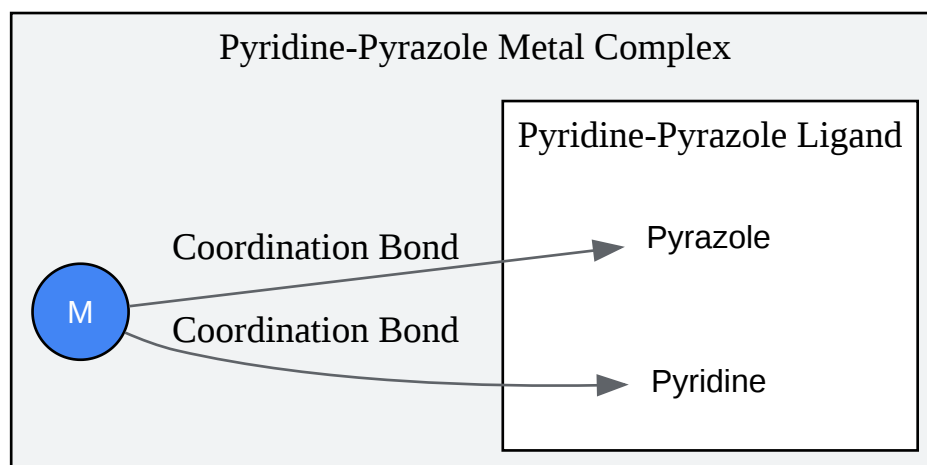 Pyridine-Pyrazole Metal Complex
Pyridine-Pyrazole Ligand
Coordination Bond
Pyrazole
M
Coordination Bond
Pyridine